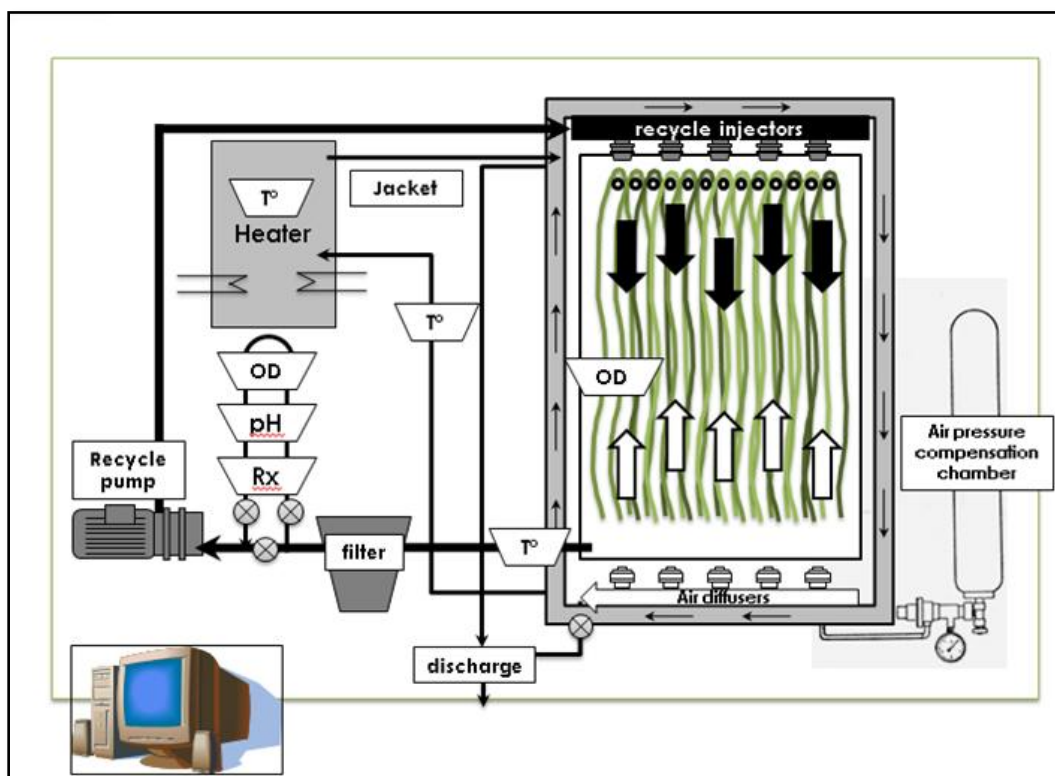 recycle injectors
Jacket
T°
Heater
T°
OD
OD
pH
Rx
Recycle
pump
Air pressure
compensation
chamber
filter
T°
Air diffusers
discharge